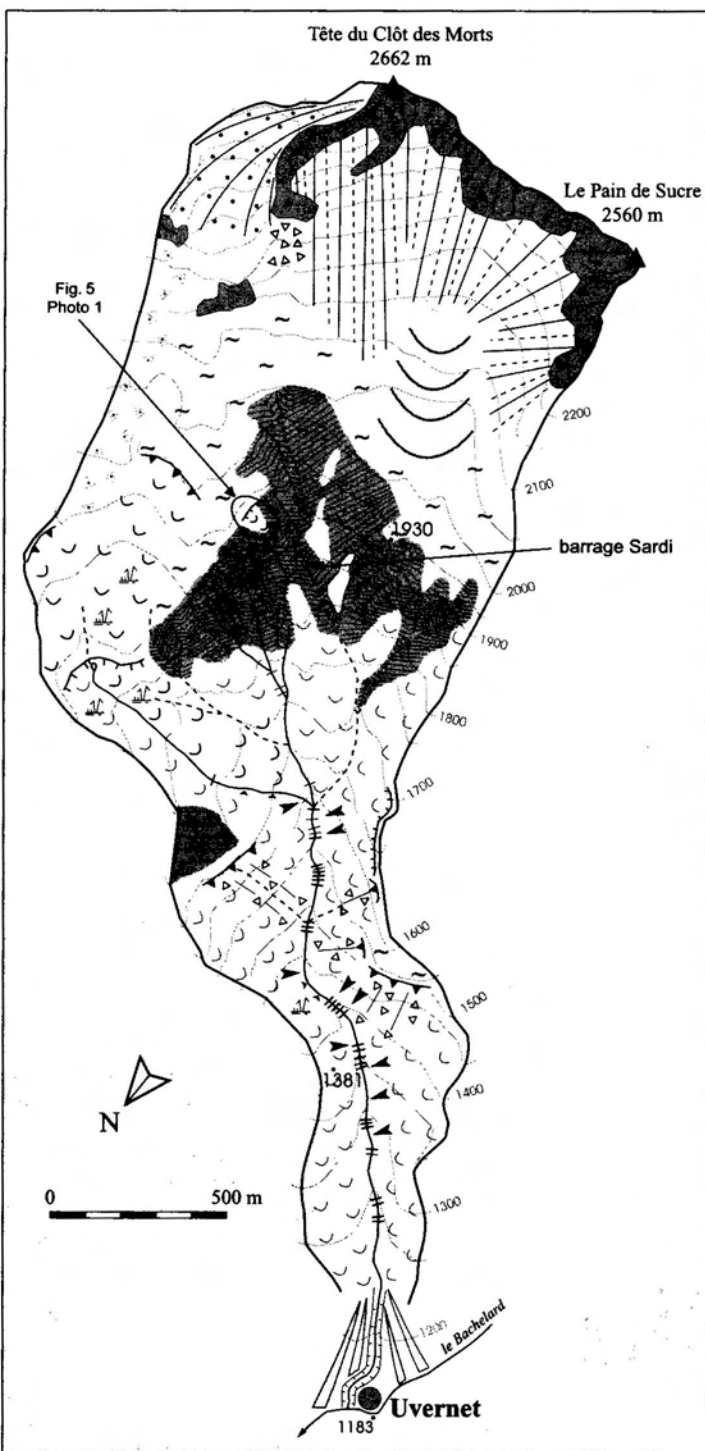 Tête du Clôt des Morts
2662 m
Le Pain de Sucre
2560 m
Fig. 5
Photo 1
2200
2100
1930
barrage Sardi
2000
1900
1800
1700
1600
1500
1381
1400
N
0 500 m
1300
1200
le Bachelard
Uvernet
1183